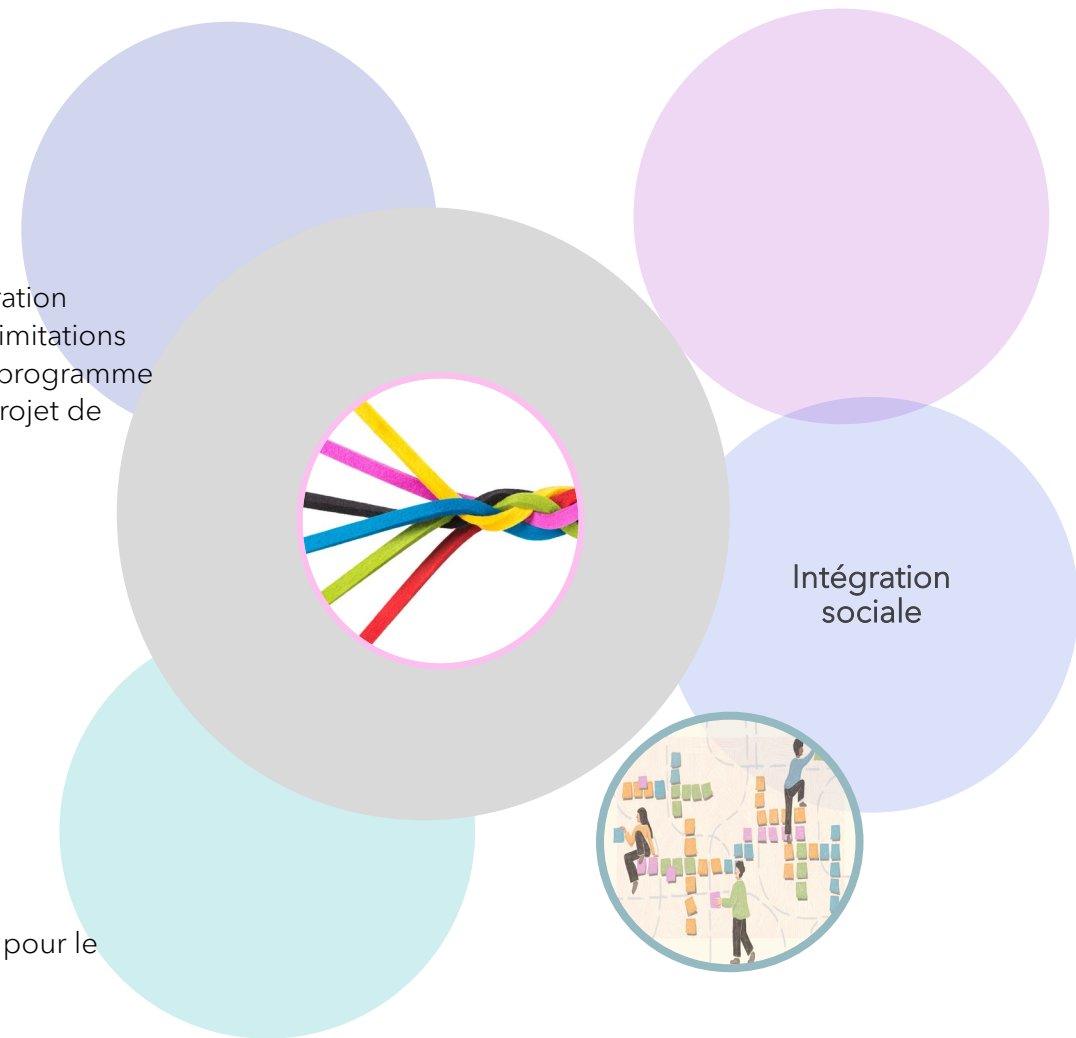 ration
imitations
programme
rojet de
Intégration
sociale
pour le